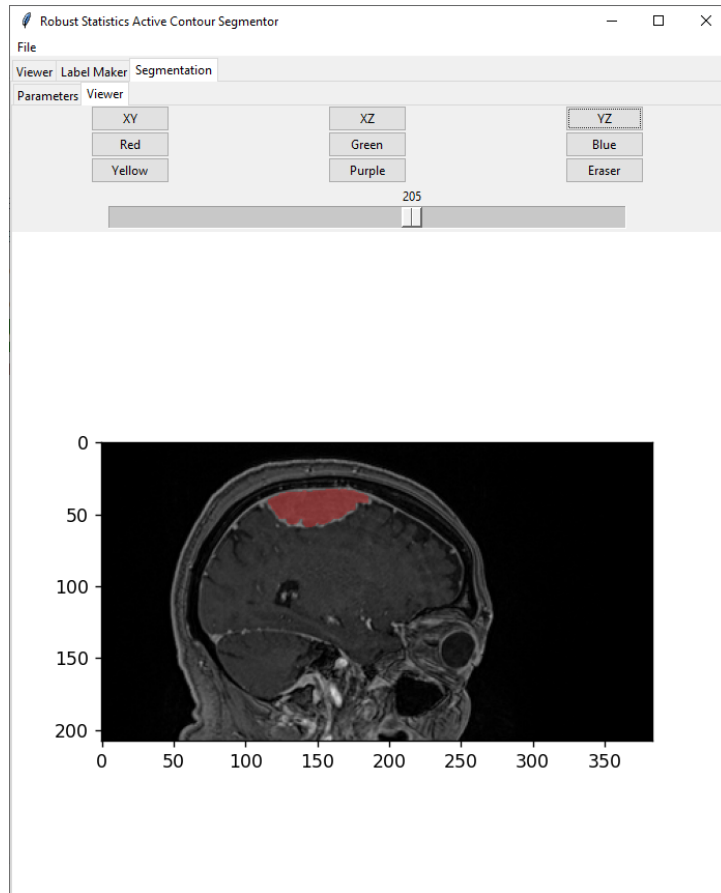 Robust Statistics Active Contour Segmentor
File
Viewer Label Maker Segmentation
Parameters Viewer
XY XZ YZ
Red Green Blue
Yellow Purple Eraser
205
0
50
100
150
200
0 50 100 150 200 250 300 350